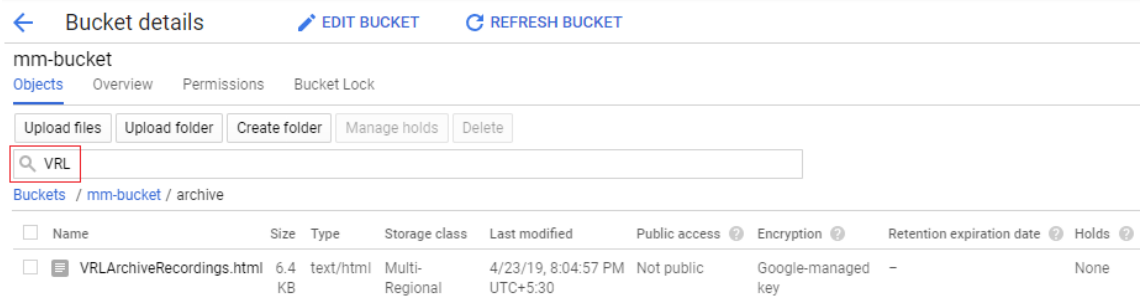 Bucket details EDIT BUCKET REFRESH BUCKET
mm-bucket
Objects Overview Permissions Bucket Lock
Upload files Upload folder Create folder Manage holds Delete
VRL
Buckets / mm-bucket / archive
Name Size Type Storage class Last modified Public access Encryption Retention expiration date Holds
VRLArchiveRecordings.html 6.4 text/html Multi- 4/23/19, 8:04:57 PM Not public Google-managed – None
KB Regional UTC+5:30 key